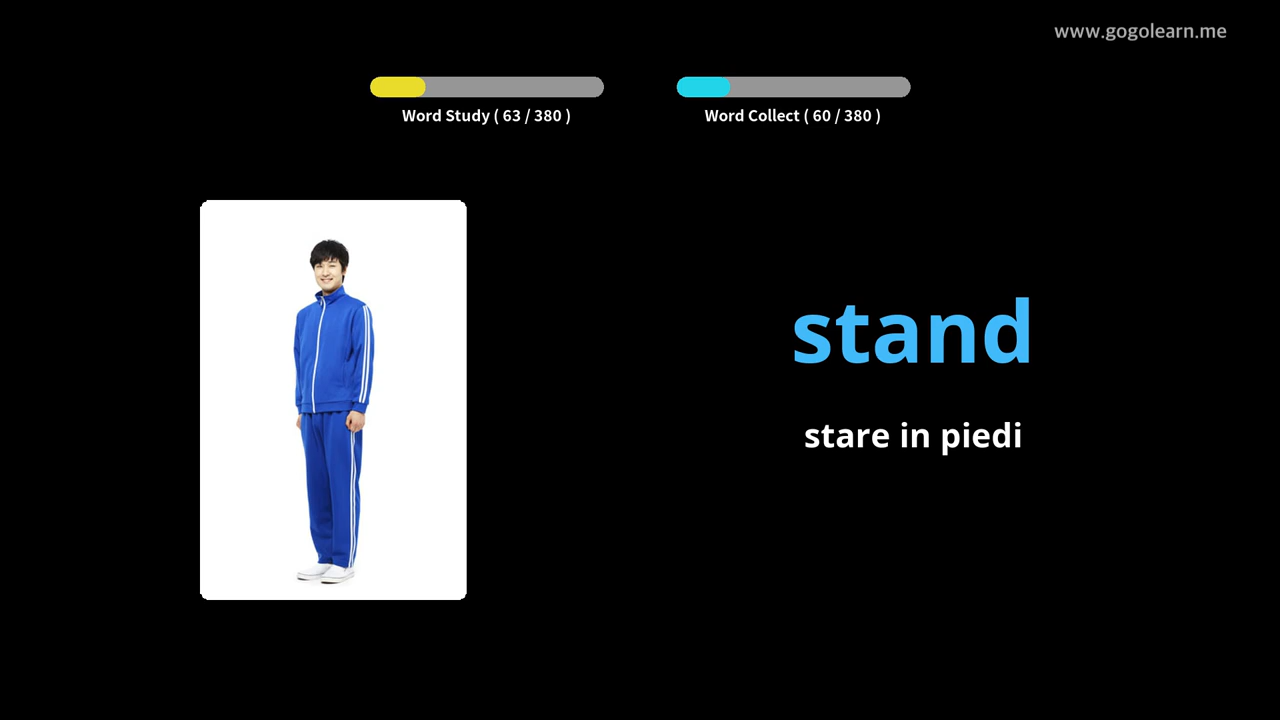 www.gogolearn.me
Word Study ( 63 / 380 )
Word Collect ( 60 / 380 )
stand
stare in piedi